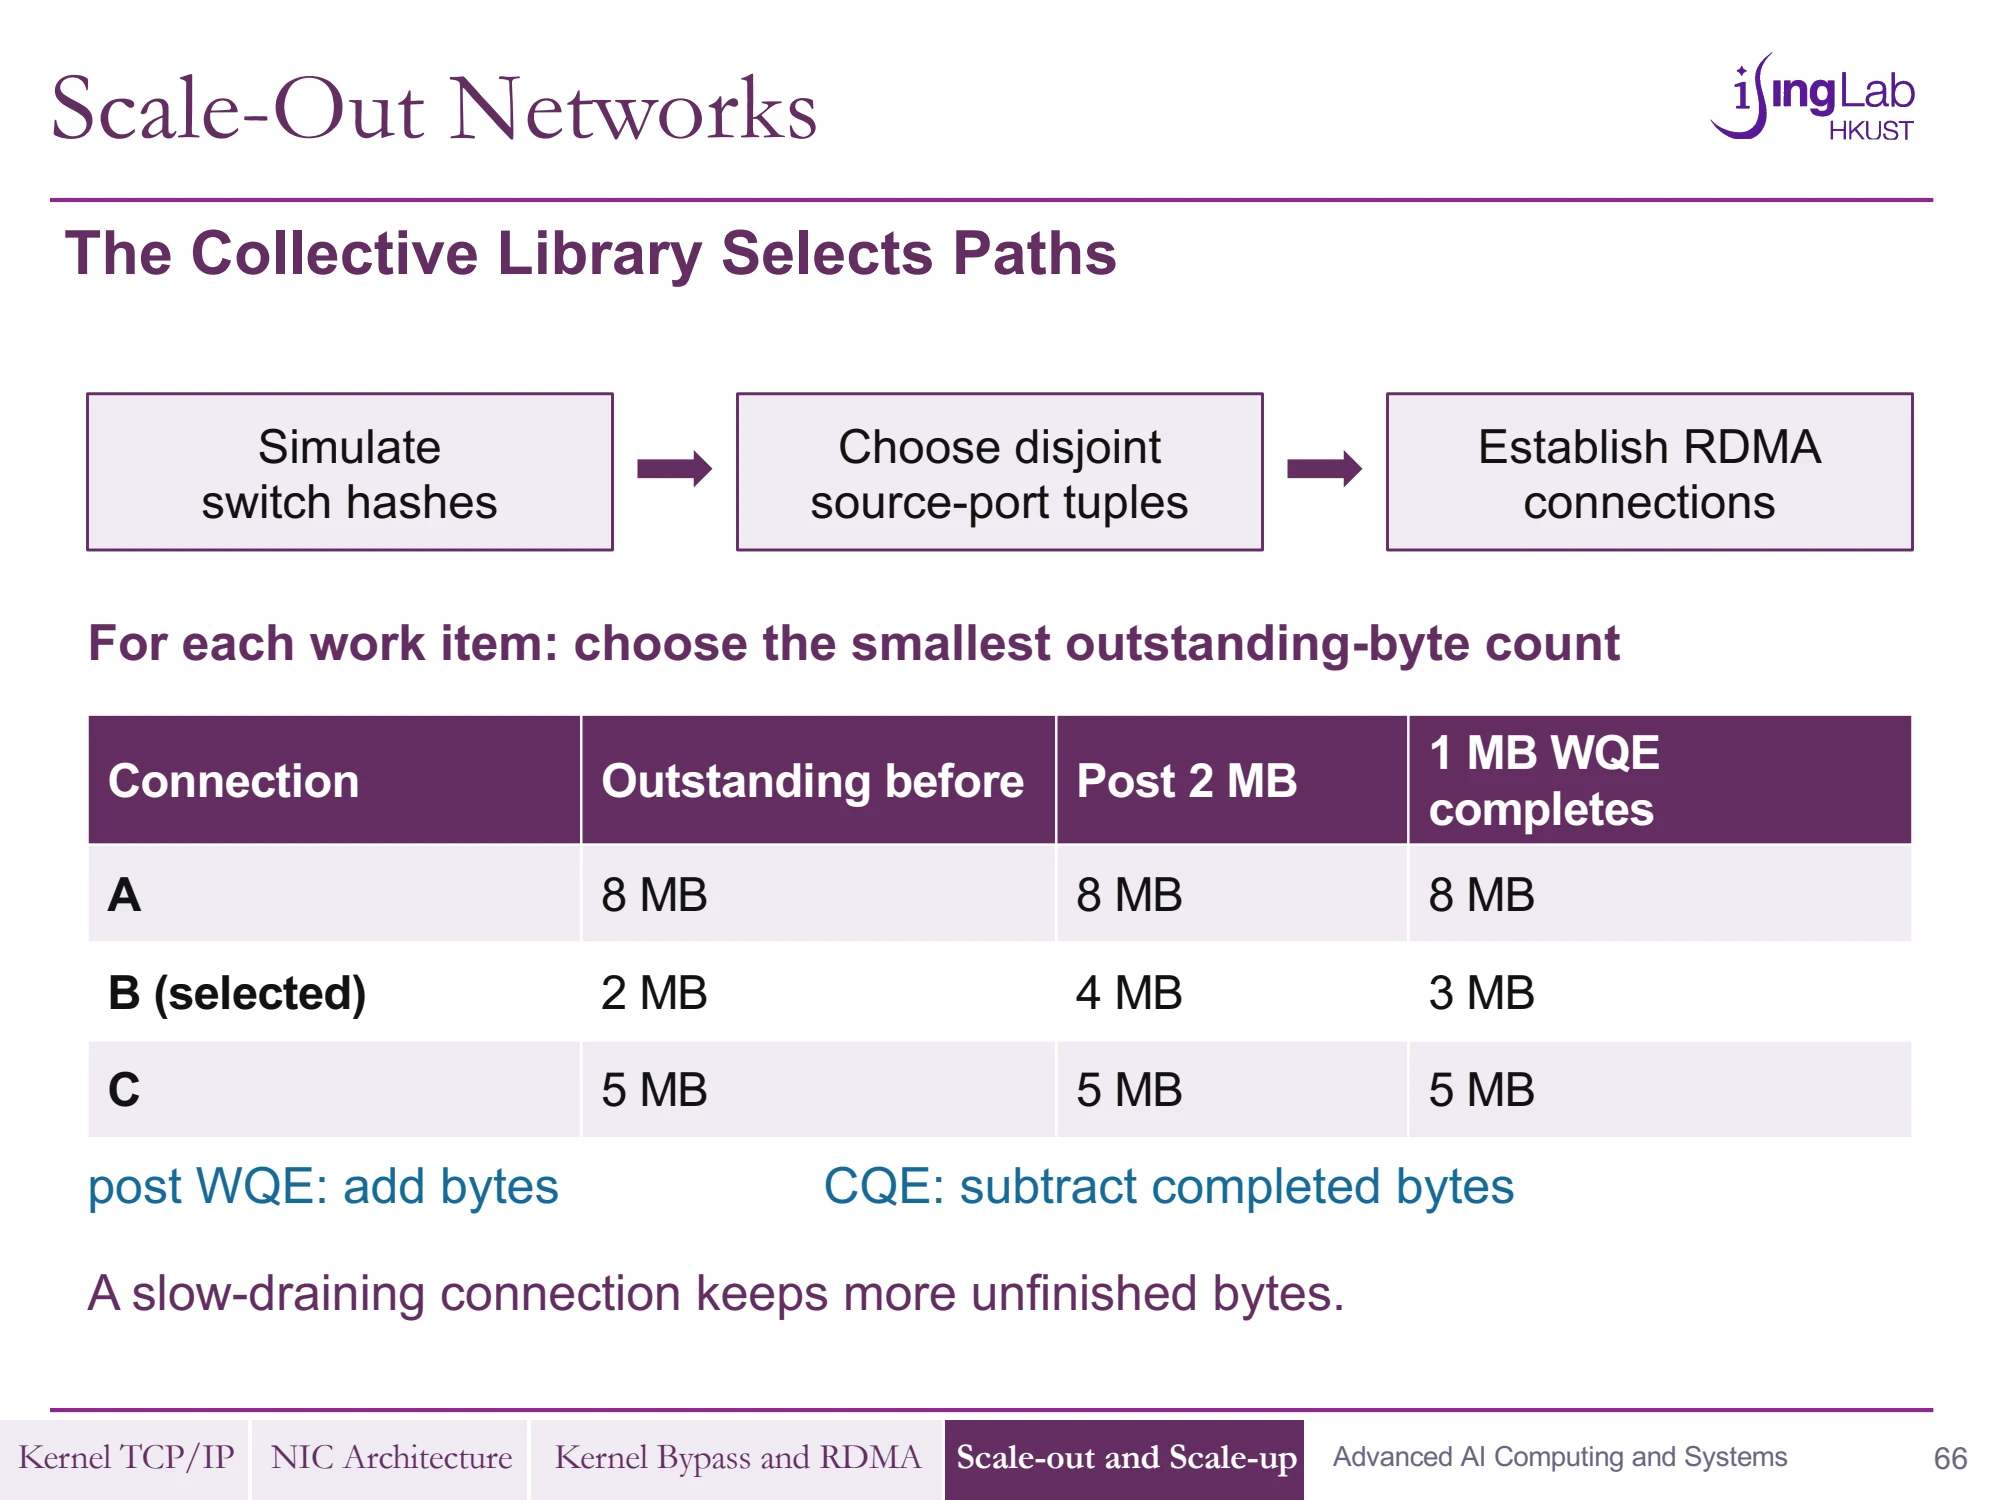 Scale-Out Networks
isingLab
HKUST
The Collective Library Selects Paths
Simulate
switch hashes
Choose disjoint
source-port tuples
Establish RDMA
connections
For each work item: choose the smallest outstanding-byte count
Connection Outstanding before Post 2 MB 1 MB WQE completes
A 8 MB 8 MB 8 MB
B (selected) 2 MB 4 MB 3 MB
C 5 MB 5 MB 5 MB
post WQE: add bytes CQE: subtract completed bytes
A slow-draining connection keeps more unfinished bytes.
Kernel TCP/IP NIC Architecture Kernel Bypass and RDMA Scale-out and Scale-up Advanced AI Computing and Systems 66